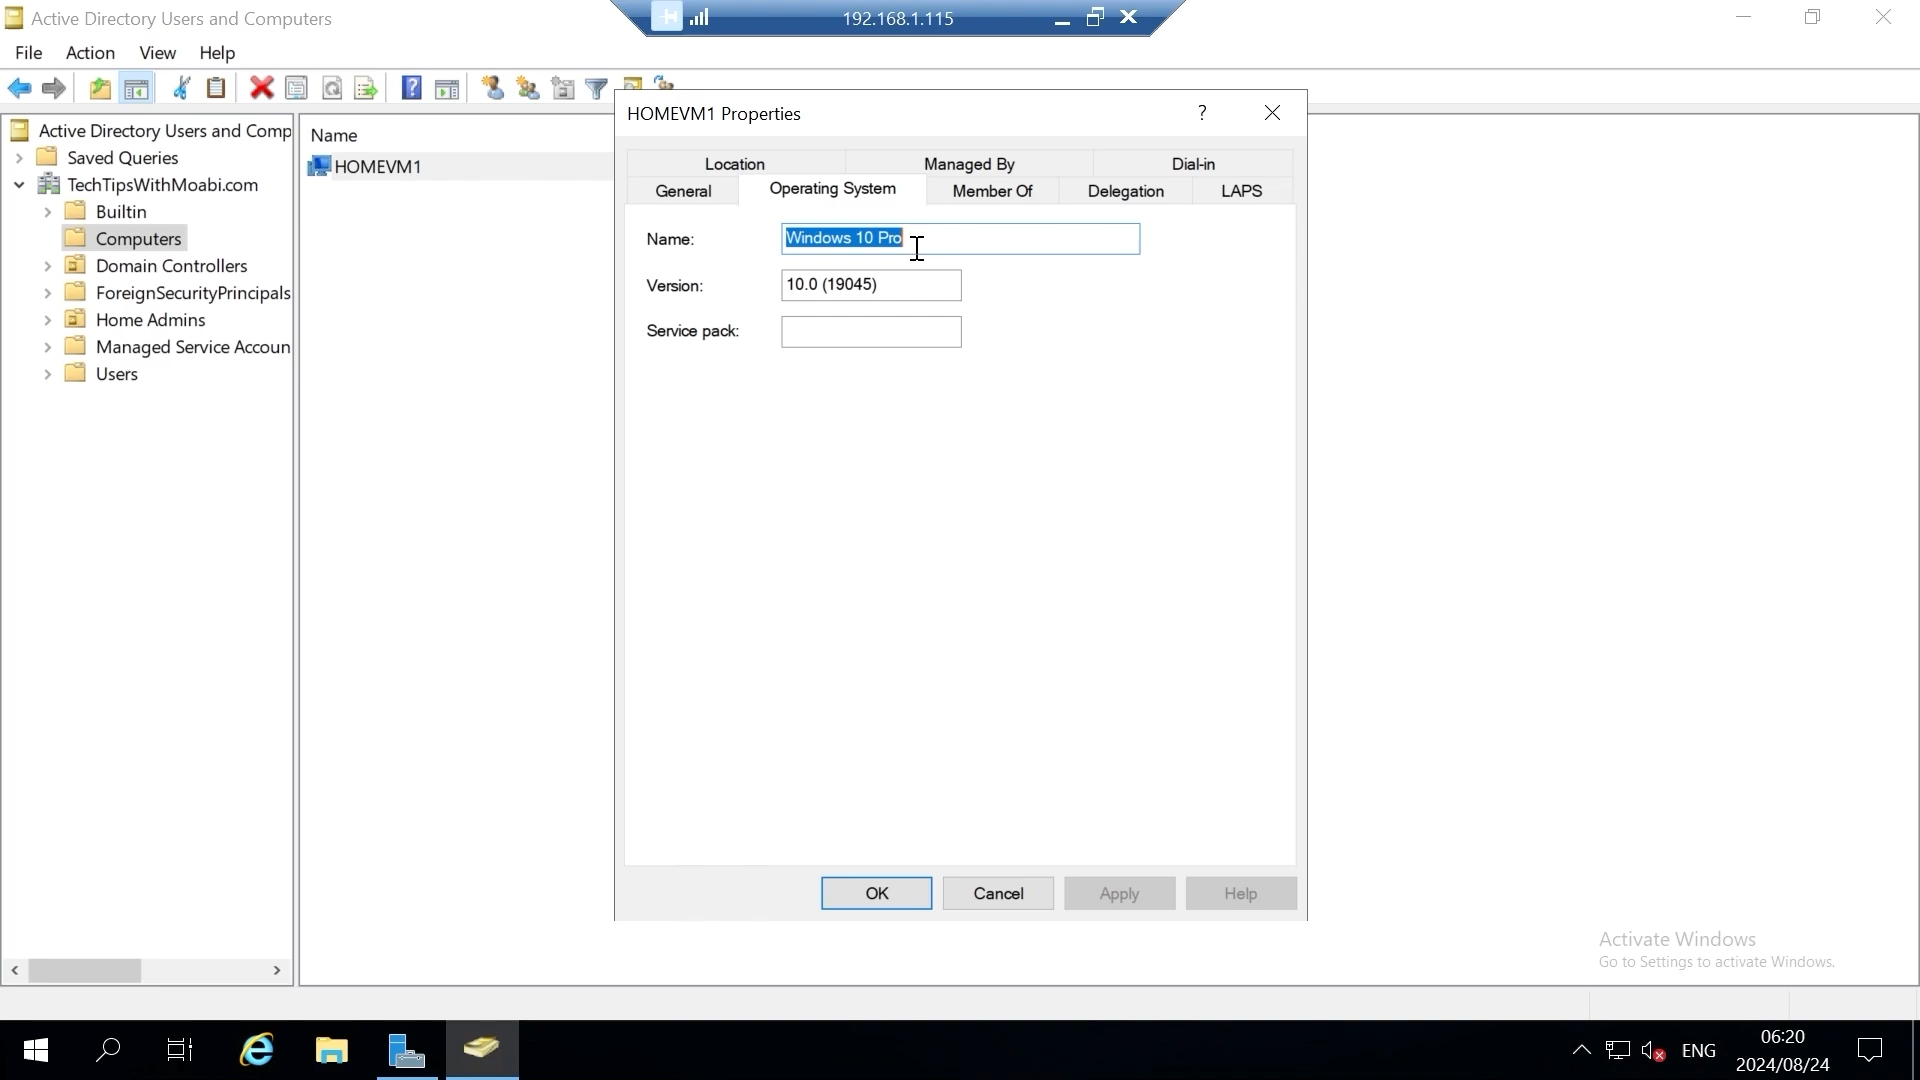 Active Directory Users and Computers
192.168.1.115
File Action View Help
HOMEVM1 Properties
?
Active Directory Users and Comp
Saved Queries
TechTipsWithMoabi.com
Builtin
Computers
Domain Controllers
ForeignSecurityPrincipals
Home Admins
Managed Service Accoun
Users
Name
HOMEVM1
Location Managed By Dial-in
General Operating System Member Of Delegation LAPS
Name: Windows 10 Pro
Version: 10.0 (19045)
Service pack:
OK Cancel Apply Help
Activate Windows
Go to Settings to activate Windows.
ENG
06:20
2024/08/24